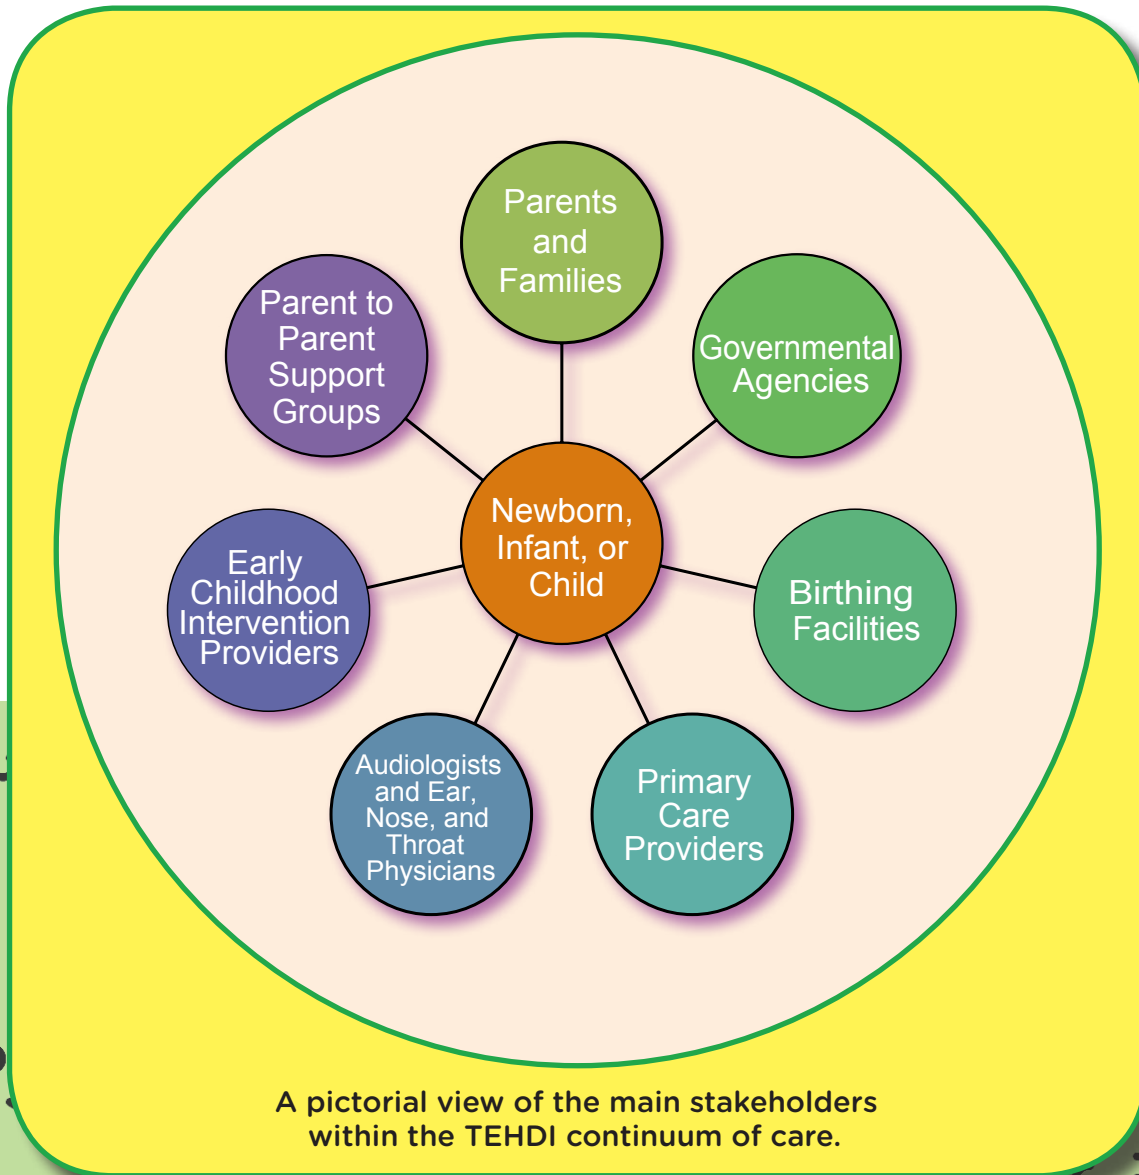 Parents
and
Families
Governmental
Agencies
Birthing
Facilities
Primary
Care
Providers
Audiologists
and Ear,
Nose, and
Throat
Physicians
Early
Childhood
Intervention
Providers
Parent to
Parent
Support
Groups
Newborn,
Infant, or
Child
A pictorial view of the main stakeholders
within the TEHDI continuum of care.